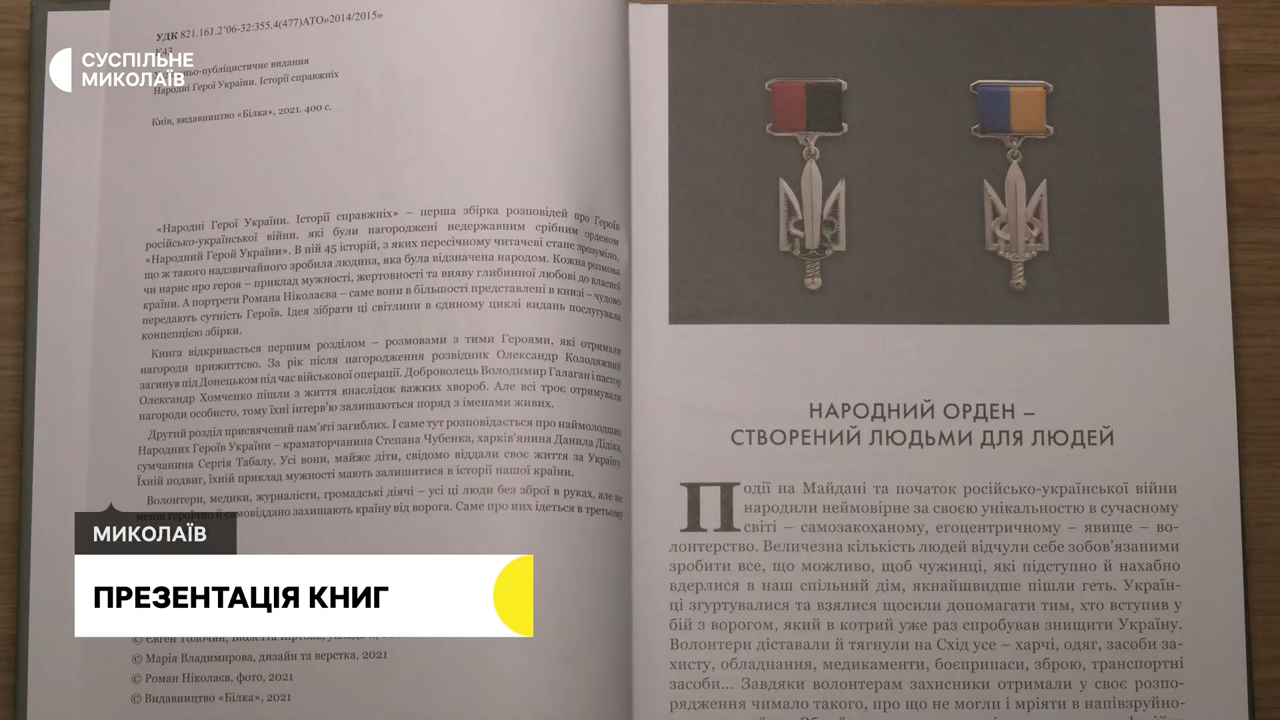 СУСПІЛЬНЕ
МИКОЛАЇВ
УДК 821.161.2'06-32:355.4(477)АТО»2014/2015»
К43
видання
Народні Герої України. Історії справжніх
Київ, видавництво «Білка», 2021. 400 с.
«Народні Герої України. Історії справжніх» – перша збірка розповідей про Героїв
російсько-української війни, які були нагороджені недержавним срібним орденом
«Народний Герой України». В ній 45 історій, з яких пересічному читачеві стане зрозуміло,
що ж такого надзвичайного зробила людина, яка була відзначена народом. Кожна розмова
чи нарис про героя – приклад мужності, жертовності та вияву глибинної любові до власної
країни. А портрети Романа Ніколаєва – саме вони в більшості представлені в книзі – чудово
передають сутність Героїв. Ідея зібрати ці світлини в єдиному циклі видань послугувала
концепцією збірки.
Книга відкривається першим розділом – розмовами з тими Героями, які отримали
нагороди прижиттєво. За рік після нагородження розвідник Олександр Колодяжний
загинув під Донецьком під час військової операції. Доброволець Володимир Галаган і пастор
Олександр Хомченко пішли з життя внаслідок важких хвороб. Але всі троє отримували
нагороди особисто, тому їхні інтерв'ю залишаються поряд з іменами живих.
Другий розділ присвячений пам'яті загиблих. І саме тут розповідається про наймолодших
Народних Героїв України – краматорчанина Степана Чубенка, харків'янина Данила Дідіка,
сумчанина Сергія Табалу. Усі вони, майже діти, свідомо віддали своє життя за Україну.
Їхній подвиг, їхній приклад мужності мають залишитися в історії нашої країни.
Волонтери, медики, журналісти, громадські діячі – усі ці люди без зброї в руках, але не
менш героїчно й самовіддано захищають країну від ворога. Саме про них ідеться в третьому
МИКОЛАЇВ
ПРЕЗЕНТАЦІЯ КНИГ
© Марія Владимирова, дизайн та верстка, 2021
© Роман Ніколаєв, фото, 2021
© Видавництво «Білка», 2021
НАРОДНИЙ ОРДЕН –
СТВОРЕНИЙ ЛЮДЬМИ ДЛЯ ЛЮДЕЙ
Події на Майдані та початок російсько-української війни
народили неймовірне за своєю унікальністю в сучасному
світі – самозакоханому, егоцентричному – явище – во-
лонтерство. Величезна кількість людей відчули себе зобов'язаними
зробити все, що можливо, щоб чужинці, які підступно й нахабно
вдерлися в наш спільний дім, якнайшвидше пішли геть. Україн-
ці згуртувалися та взялися щосили допомагати тим, хто вступив у
бій з ворогом, який в котрий уже раз спробував знищити Україну.
Волонтери діставали й тягнули на Схід усе – харчі, одяг, засоби за-
хисту, обладнання, медикаменти, боєприпаси, зброю, транспортні
засоби... Завдяки волонтерам захисники отримали у своє розпо-
рядження чимало такого, про що не могли і мріяти в напівзруйно-